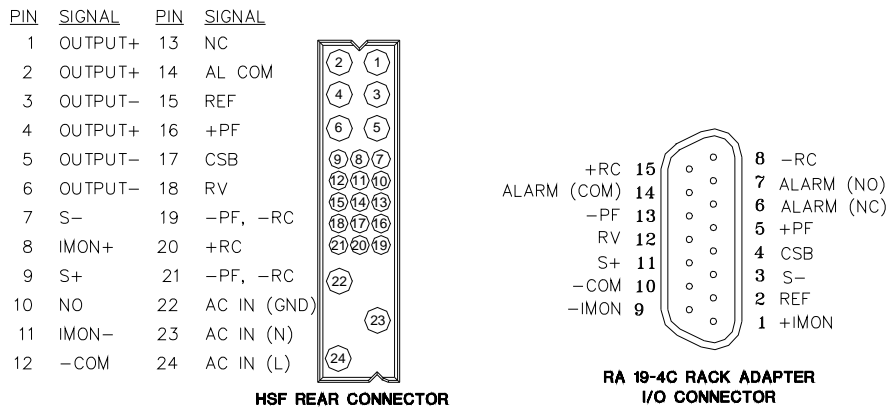 PIN SIGNAL PIN SIGNAL
1 OUTPUT+ 13 NC
2 OUTPUT+ 14 AL COM
3 OUTPUT− 15 REF
4 OUTPUT+ 16 +PF
5 OUTPUT− 17 CSB
6 OUTPUT− 18 RV
7 S− 19 −PF, −RC
8 IMON+ 20 +RC
9 S+ 21 −PF, −RC
10 NO 22 AC IN (GND)
11 IMON− 23 AC IN (N)
12 −COM 24 AC IN (L)
2 1
4 3
6 5
9 8 7
12 11 10
15 14 13
18 17 16
21 20 19
22
23
24
HSF REAR CONNECTOR
+RC 15
ALARM (COM) 14
−PF 13
RV 12
S+ 11
−COM 10
−IMON 9
8 −RC
7 ALARM (NO)
6 ALARM (NC)
5 +PF
4 CSB
3 S−
2 REF
1 +IMON
RA 19-4C RACK ADAPTER
I/O CONNECTOR